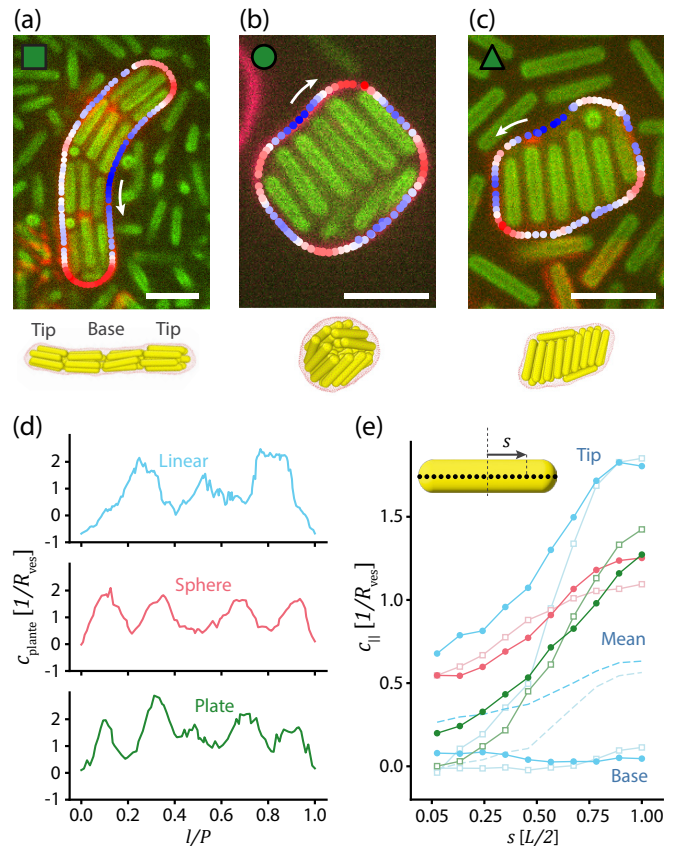 (a)
(b)
(c)
Tip Base Tip
(d)
Linear
Sphere
Plate
c_plante [1/R_ves]
2
1
0
-1
2
1
0
-1
2
1
0
-1
0.0 0.2 0.4 0.6 0.8 1.0
l/P
(e)
s
Tip
Mean
Base
c_|| [1/R_ves]
1.5
1.0
0.5
0.0
0.05 0.25 0.50 0.75 1.00
s [L/2]